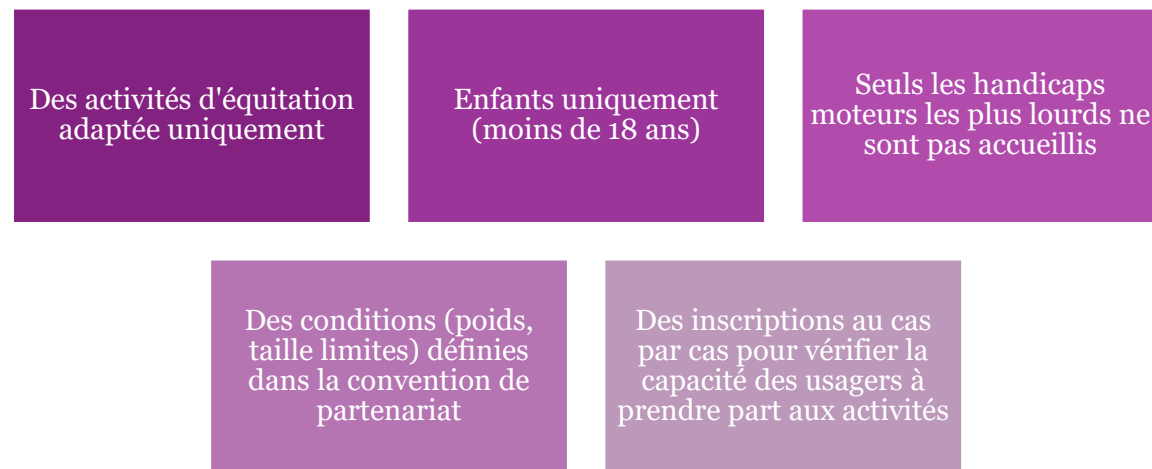 Des activités d'équitation
adaptée uniquement
Enfants uniquement
(moins de 18 ans)
Seuls les handicaps
moteurs les plus lourds ne
sont pas accueillis
Des conditions (poids,
taille limites) définies
dans la convention de
partenariat
Des inscriptions au cas
par cas pour vérifier la
capacité des usagers à
prendre part aux activités